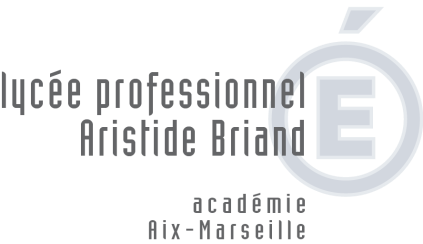 lycée professionnel
Aristide Briand
É
académie
Aix-Marseille